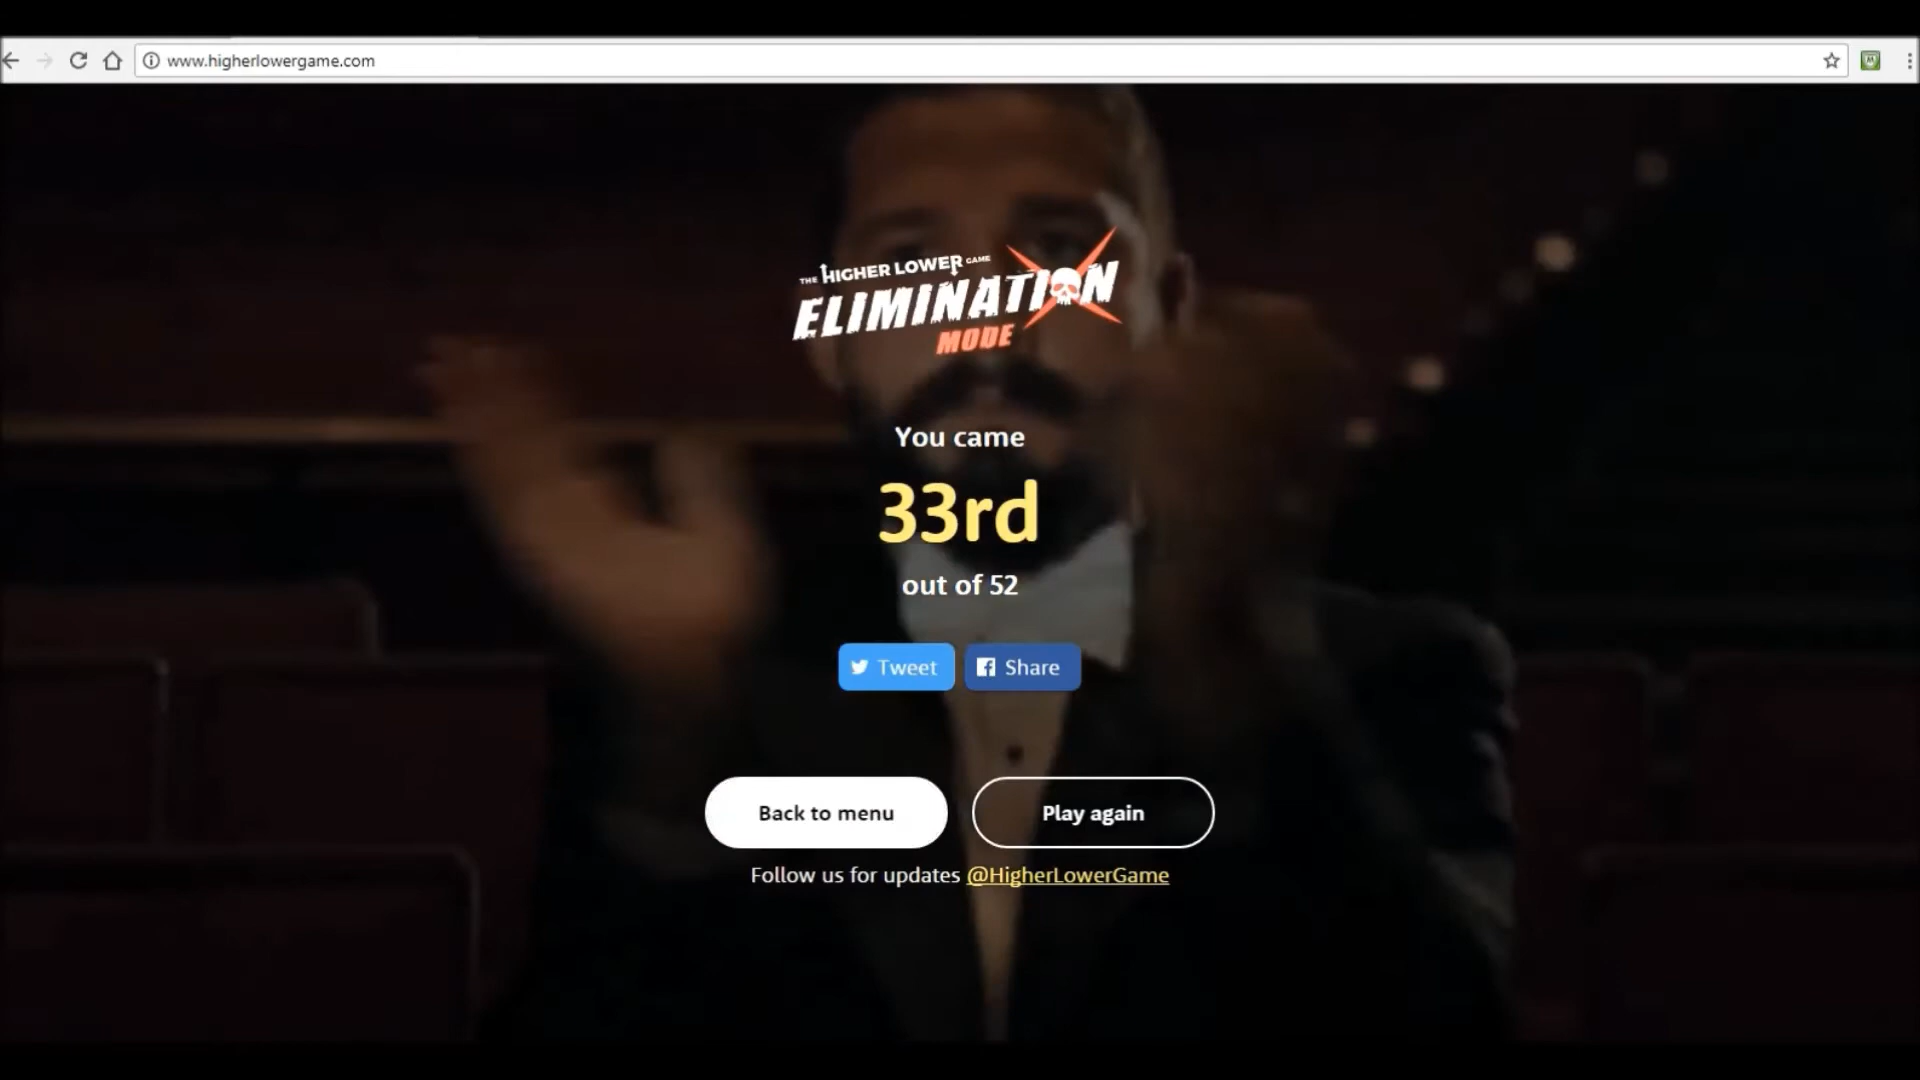 www.higherlowergame.com
THE HIGHER LOWER GAME
ELIMINATION
MODE
You came
33rd
out of 52
Tweet
Share
Back to menu
Play again
Follow us for updates @HigherLowerGame